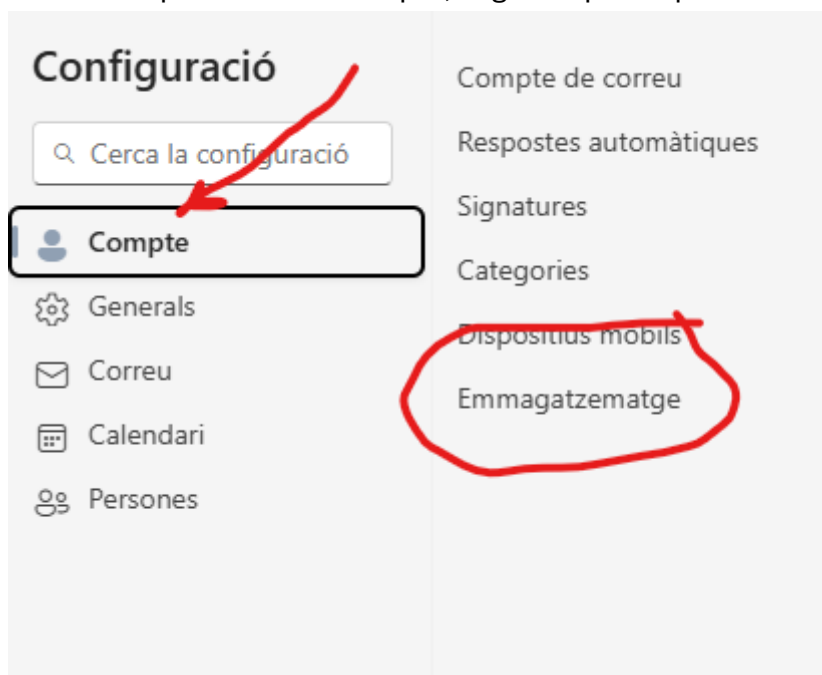 Configuració
Cerca la configuració
Compte
Generals
Correu
Calendari
Persones
Compte de correu
Respostes automàtiques
Signatures
Categories
Dispositius mòbils
Emmagatzematge